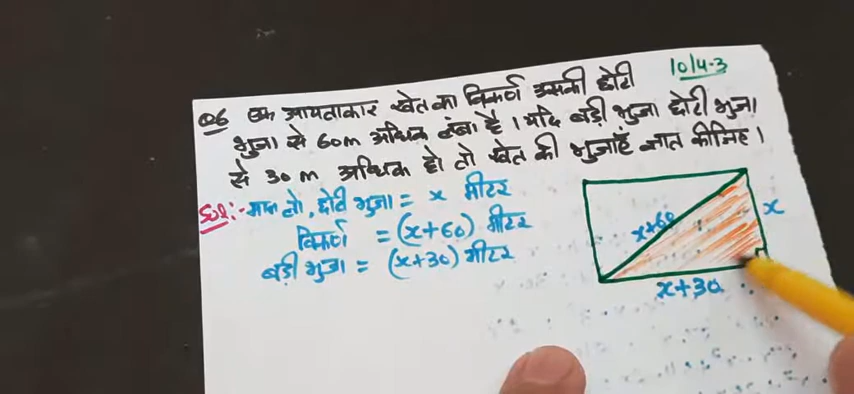 10/4.3
Q6 एक आयताकार खेत का विकर्ण उसकी छोटी
भुजा से 60m अधिक लंबा है । यदि बड़ी भुजा छोटी भुजा
से 30 m अधिक हो तो खेत की भुजाएँ ज्ञात कीजिए ।
Sol:- मान लो, छोटी भुजा = x मीटर
विकर्ण = (x+60) मीटर
बड़ी भुजा = (x+30) मीटर
x+60
x
x+30